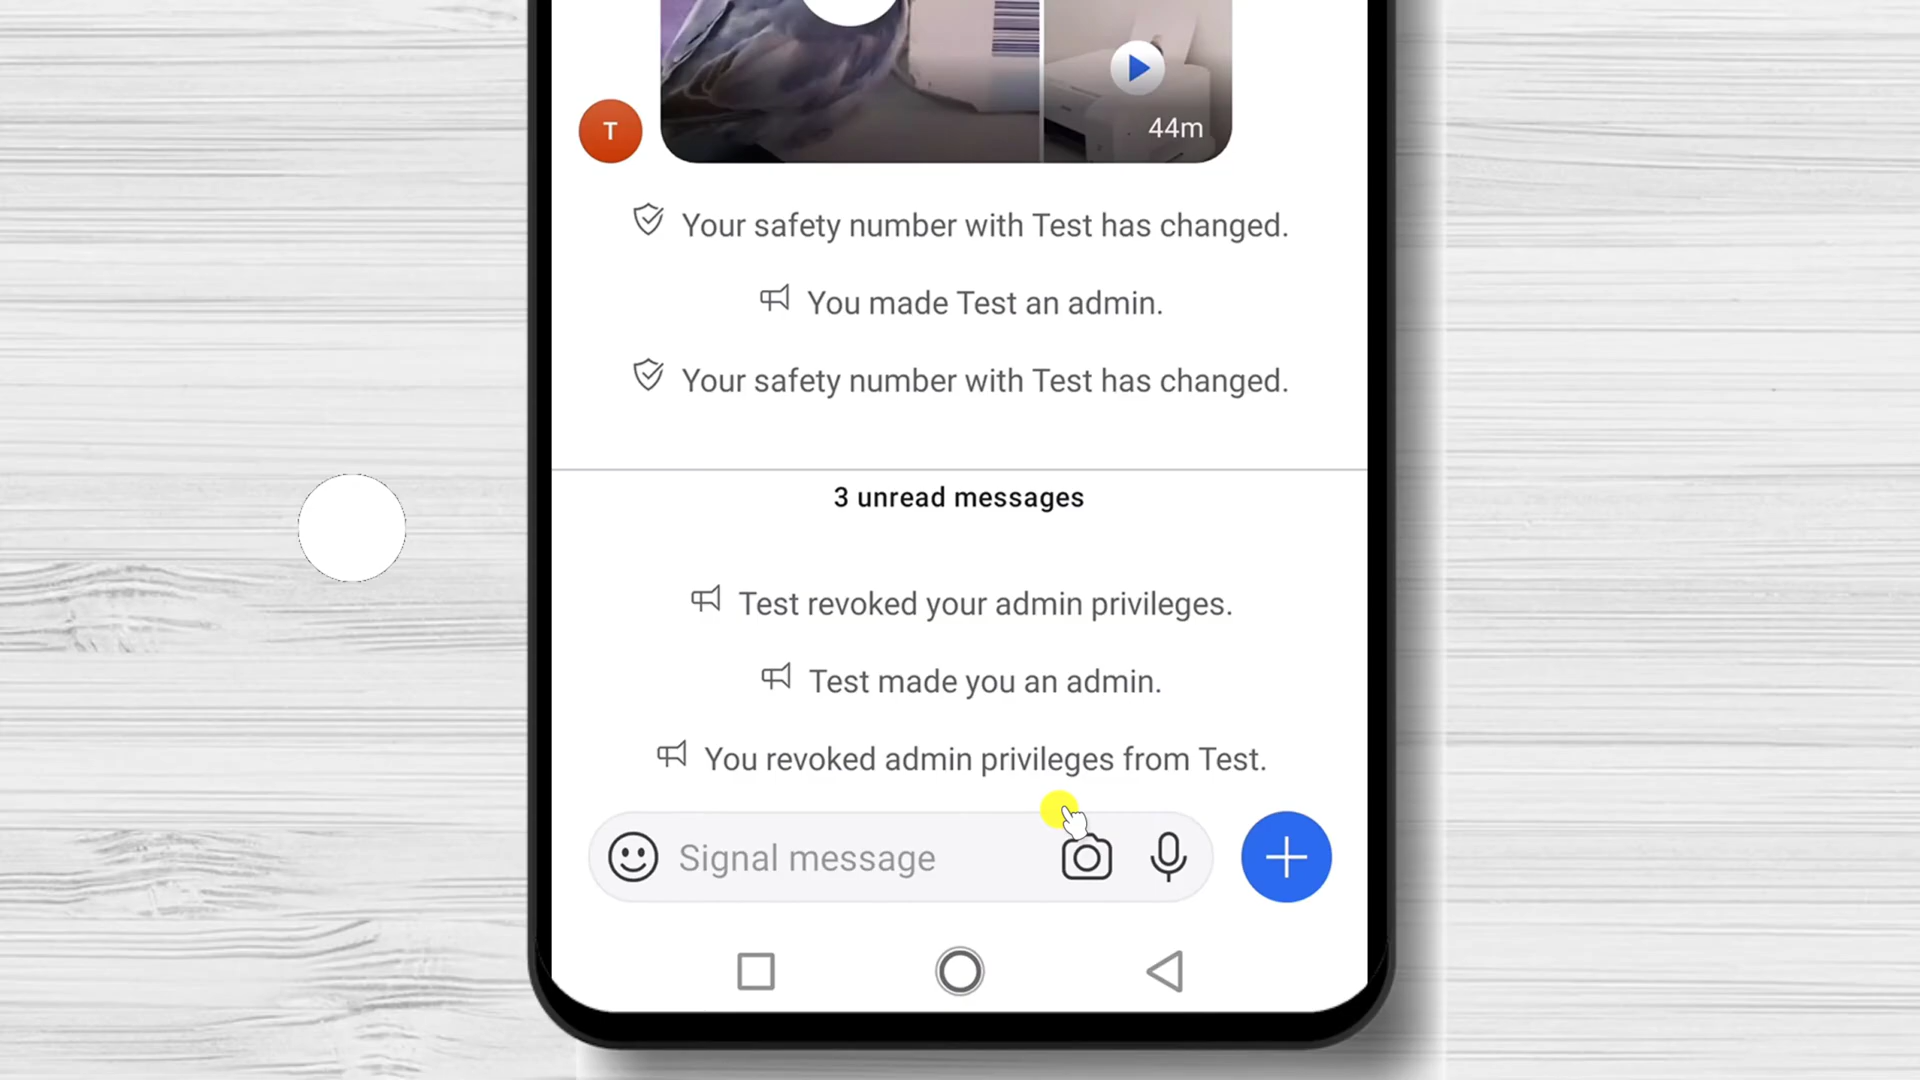 T
44m
Your safety number with Test has changed.
You made Test an admin.
Your safety number with Test has changed.
3 unread messages
Test revoked your admin privileges.
Test made you an admin.
You revoked admin privileges from Test.
Signal message